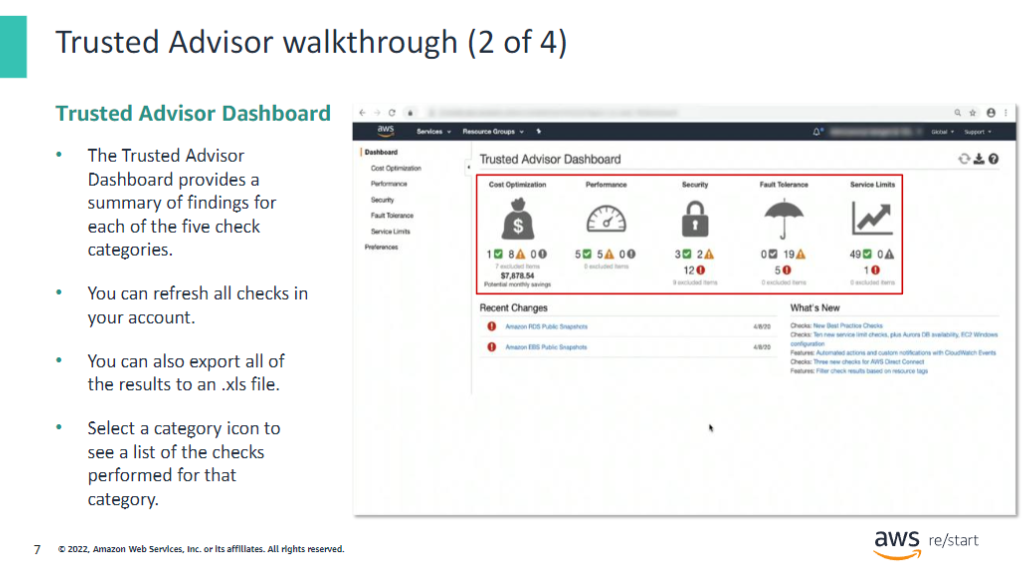 Trusted Advisor walkthrough (2 of 4)
Trusted Advisor Dashboard
• The Trusted Advisor
Dashboard provides a
summary of findings for
each of the five check
categories.
• You can refresh all checks in
your account.
• You can also export all of
the results to an .xls file.
• Select a category icon to
see a list of the checks
performed for that
category.
aws Services Resource Groups Global Support
Dashboard
Cost Optimization
Performance
Security
Fault Tolerance
Service Limits
Preferences
Trusted Advisor Dashboard
Cost Optimization Performance Security Fault Tolerance Service Limits
$
1 8 0 5 5 0 3 2 0 19 49 0
12 5 1
7 excluded items 0 excluded items 9 excluded items 0 excluded items 0 excluded items
$7,878.54
Potential monthly savings
Recent Changes
Amazon RDS Public Snapshots 4/8/20
Amazon EBS Public Snapshots 4/8/20
What's New
Checks: New Best Practice Checks
Checks: Ten new service limit checks, plus Aurora DB availability, EC2 Windows
configuration
Features: Automated actions and custom notifications with CloudWatch Events
Checks: Three new checks for AWS Direct Connect
Features: Filter check results based on resource tags
7 © 2022, Amazon Web Services, Inc. or its affiliates. All rights reserved.
aws re/start